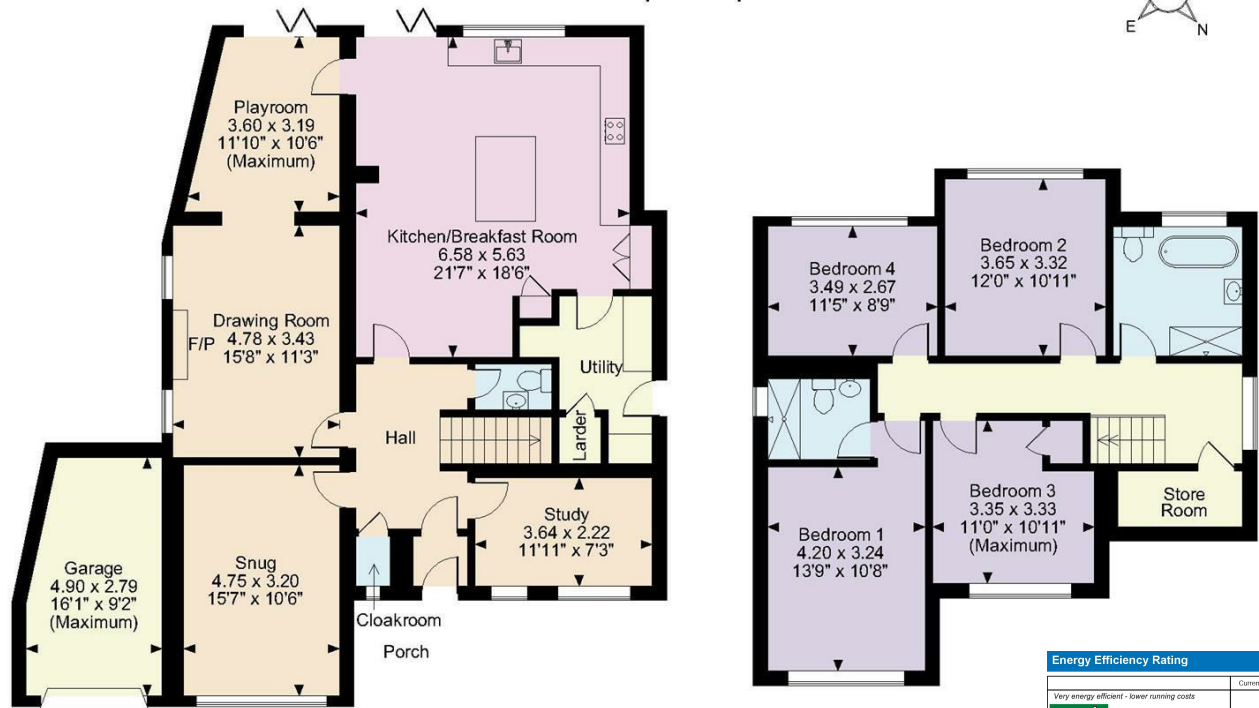 E
N
Playroom
3.60 x 3.19
11'10" x 10'6"
(Maximum)
Kitchen/Breakfast Room
6.58 x 5.63
21'7" x 18'6"
Drawing Room
4.78 x 3.43
15'8" x 11'3"
F/P
Utility
Larder
Hall
Study
3.64 x 2.22
11'11" x 7'3"
Garage
4.90 x 2.79
16'1" x 9'2"
(Maximum)
Snug
4.75 x 3.20
15'7" x 10'6"
Cloakroom
Porch
Bedroom 4
3.49 x 2.67
11'5" x 8'9"
Bedroom 2
3.65 x 3.32
12'0" x 10'11"
Bedroom 1
4.20 x 3.24
13'9" x 10'8"
Bedroom 3
3.35 x 3.33
11'0" x 10'11"
(Maximum)
Store
Room
Energy Efficiency Rating
Curren
Very energy efficient - lower running costs